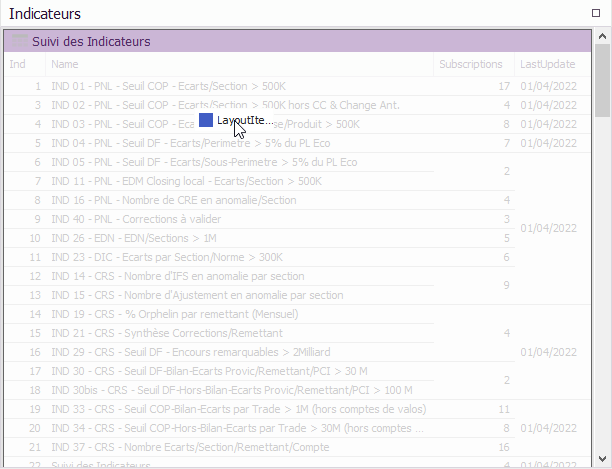 Indicateurs
Suivi des Indicateurs
Ind Name Subscriptions LastUpdate
1 IND 01 - PNL - Seuil COP - Ecarts/Section > 500K 17 01/04/2022
3 IND 02 - PNL - Seuil COP - Ecarts/Section > 500K hors CC & Change Ant. 4 01/04/2022
4 IND 03 - PNL - Seuil COP - Eca LayoutIte... se/Produit > 500K 8 01/04/2022
5 IND 04 - PNL - Seuil DF - Ecarts/Perimetre > 5% du PL Eco 7 01/04/2022
6 IND 05 - PNL - Seuil DF - Ecarts/Sous-Perimetre > 5% du PL Eco 2 01/04/2022
7 IND 11 - PNL - EDM Closing local - Ecarts/Section > 500K
8 IND 16 - PNL - Nombre de CRE en anomalie/Section 4
9 IND 40 - PNL - Corrections à valider 3
10 IND 26 - EDN - EDN/Sections > 1M 5
11 IND 23 - DIC - Ecarts par Section/Norme > 300K 6
12 IND 14 - CRS - Nombre d'IFS en anomalie par section 9
13 IND 15 - CRS - Nombre d'Ajustement en anomalie par section
14 IND 19 - CRS - % Orphelin par remettant (Mensuel) 4 01/04/2022
15 IND 21 - CRS - Synthèse Corrections/Remettant
16 IND 29 - CRS - Seuil DF - Encours remarquables > 2Milliard
17 IND 30 - CRS - Seuil DF-Bilan-Ecarts Provic/Remettant/PCI > 30 M 2
18 IND 30bis - CRS - Seuil DF-Hors-Bilan-Ecarts Provic/Remettant/PCI > 100 M
19 IND 33 - CRS - Seuil COP-Bilan-Ecarts par Trade > 1M (hors comptes de valos) 11 01/04/2022
20 IND 34 - CRS - Seuil COP-Hors-Bilan-Ecarts par Trade > 30M (hors comptes ... 8
21 IND 37 - CRS - Nombre Ecarts/Section/Remettant/Compte 16
22 Suivi des Indicateurs 4 01/04/2022